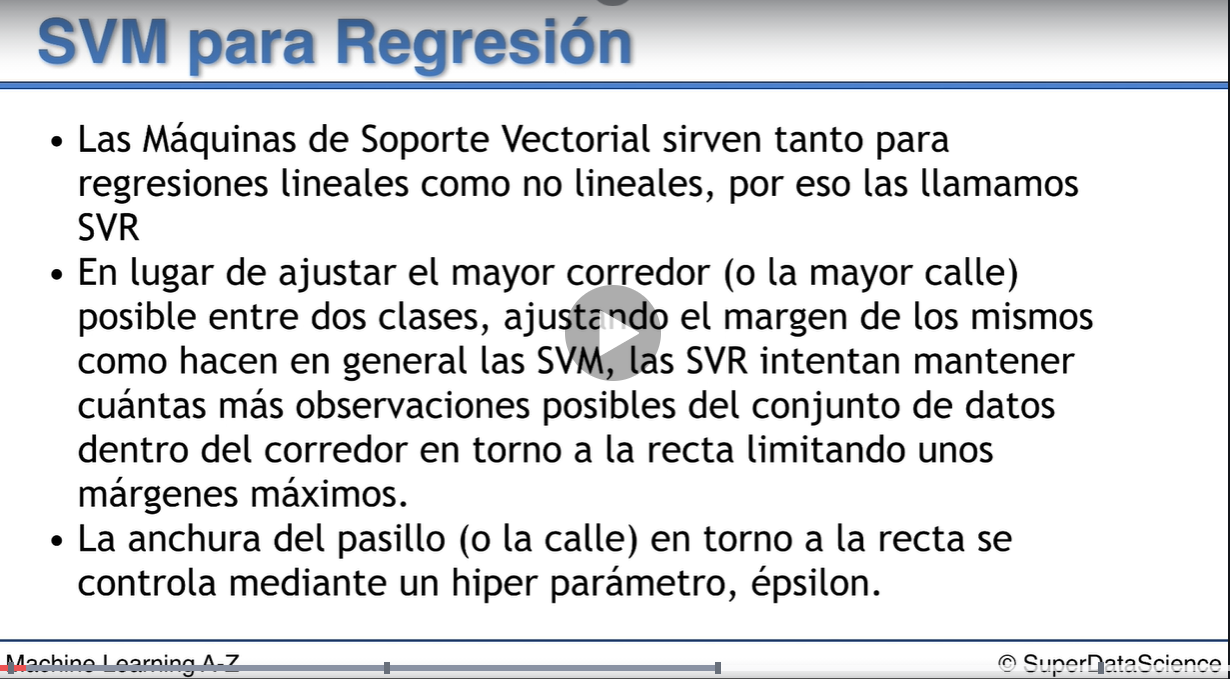 SVM para Regresión
• Las Máquinas de Soporte Vectorial sirven tanto para
regresiones lineales como no lineales, por eso las llamamos
SVR
• En lugar de ajustar el mayor corredor (o la mayor calle)
posible entre dos clases, ajustando el margen de los mismos
como hacen en general las SVM, las SVR intentan mantener
cuántas más observaciones posibles del conjunto de datos
dentro del corredor en torno a la recta limitando unos
márgenes máximos.
• La anchura del pasillo (o la calle) en torno a la recta se
controla mediante un hiper parámetro, épsilon.
Machine Learning A-Z
© SuperDataScience